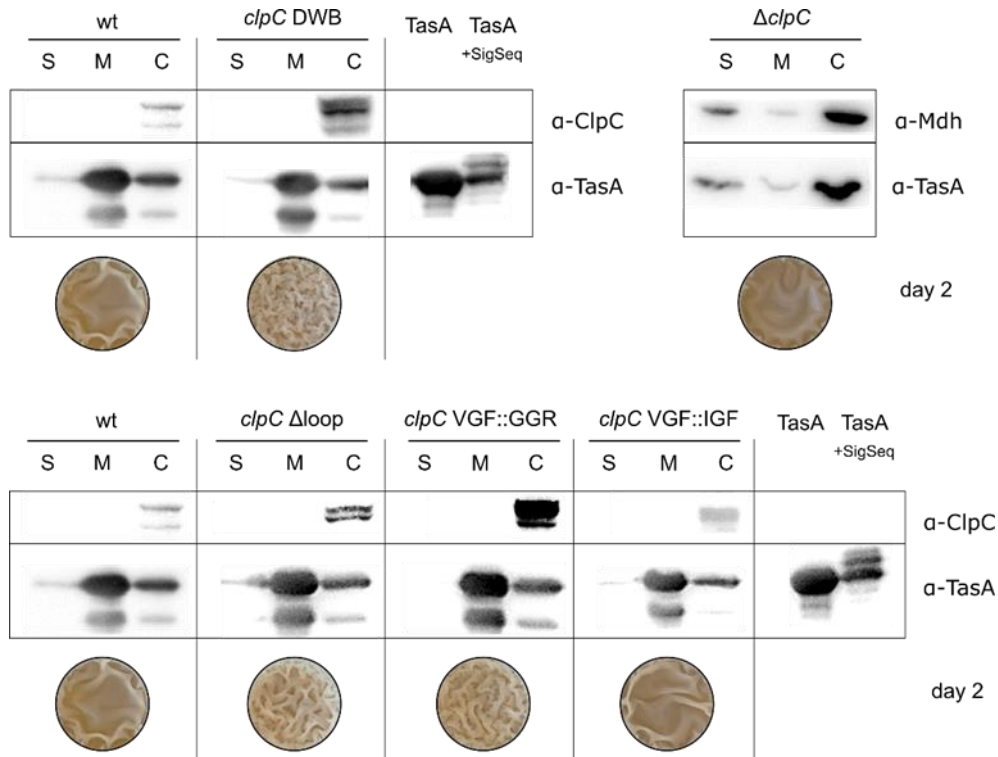 wt clpC DWB TasA TasA ΔclpC
+SigSeq
S M C S M C S M C
α-ClpC α-Mdh
α-TasA α-TasA
day 2
wt clpC Δloop clpC VGF::GGR clpC VGF::IGF TasA TasA
+SigSeq
S M C S M C S M C S M C
α-ClpC
α-TasA
day 2